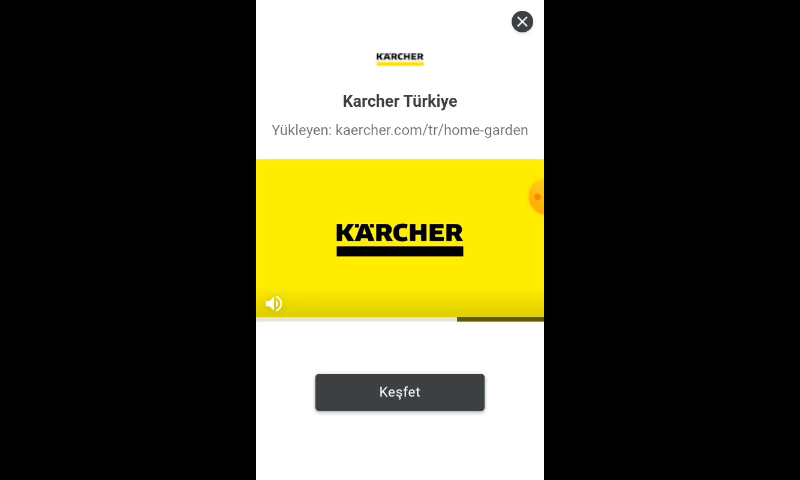 KÄRCHER
Karcher Türkiye
Yükleyen: kaercher.com/tr/home-garden
KÄRCHER
Keşfet